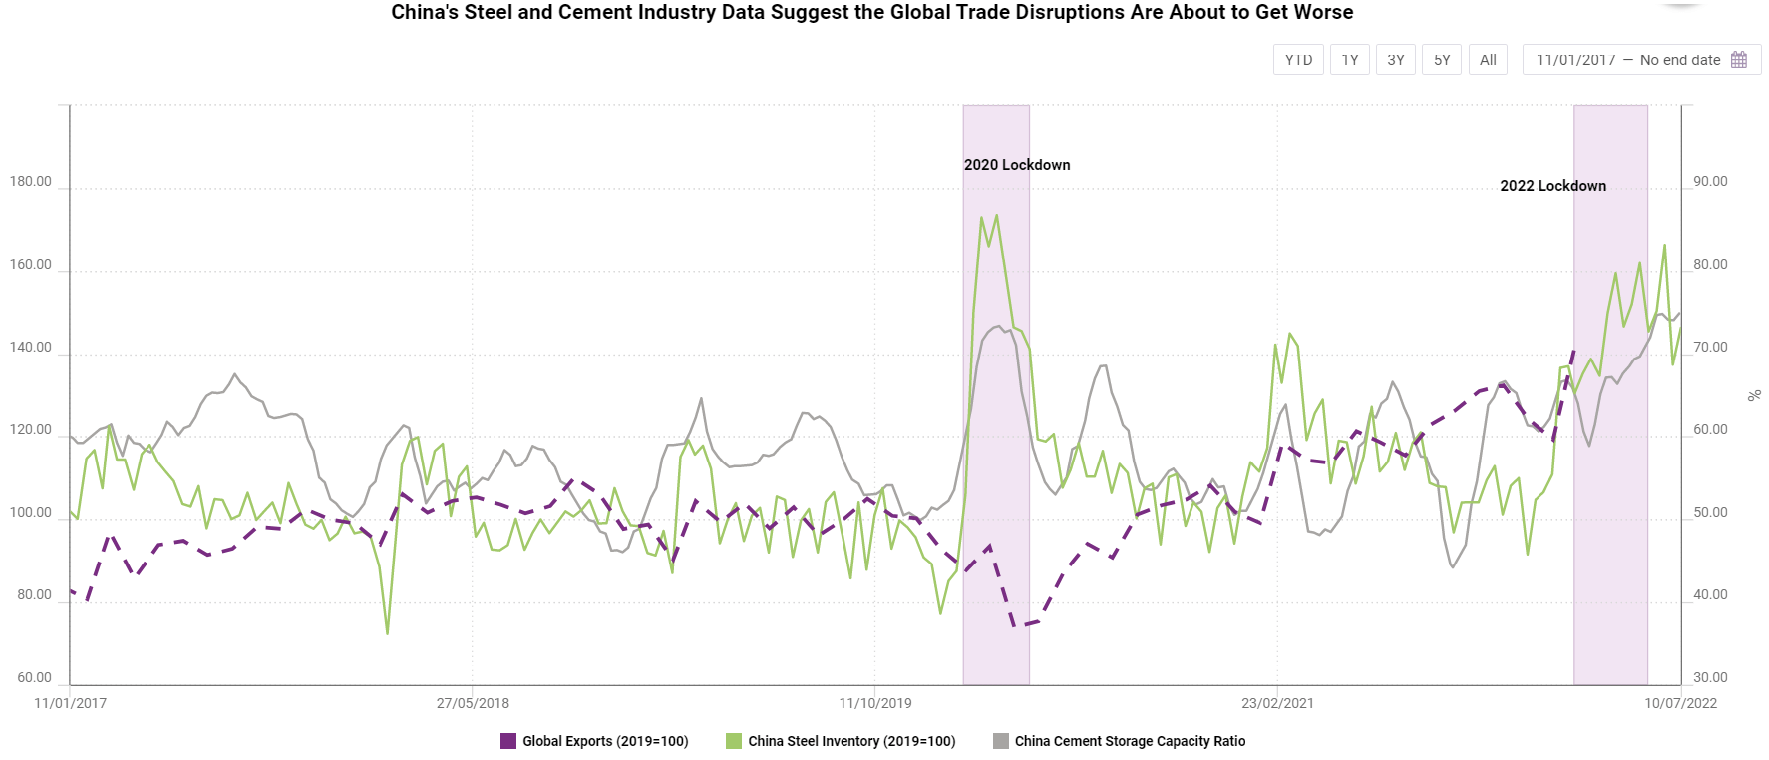 China's Steel and Cement Industry Data Suggest the Global Trade Disruptions Are About to Get Worse
YTD 1Y 3Y 5Y All 11/01/2017 — No end date
2020 Lockdown
2022 Lockdown
180.00 90.00
160.00 80.00
140.00 70.00
%
120.00 60.00
100.00 50.00
80.00 40.00
60.00 30.00
11/01/2017 27/05/2018 11/10/2019 23/02/2021 10/07/2022
Global Exports (2019=100) China Steel Inventory (2019=100) China Cement Storage Capacity Ratio